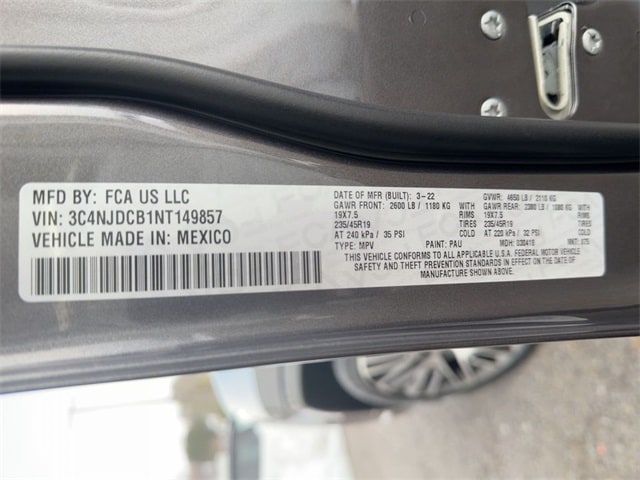 MFD BY: FCA US LLC
VIN: 3C4NJDCB1NT149857
VEHICLE MADE IN: MEXICO
DATE OF MFR (BUILT): 3-22 GVWR: 4650 LB / 2110 KG
GAWR FRONT: 2600 LB / 1180 KG WITH GAWR REAR: 2380 LB / 1080 KG WITH
19X7.5 RIMS 19X7.5 RIMS
235/45R19 TIRES 235/45R19 TIRES
AT 240 kPa / 35 PSI COLD AT 220 kPa / 32 PSI COLD
TYPE: MPV PAINT: PAU MDH: 030418 MKT: 075
THIS VEHICLE CONFORMS TO ALL APPLICABLE U.S.A. FEDERAL MOTOR VEHICLE
SAFETY AND THEFT PREVENTION STANDARDS IN EFFECT ON THE DATE OF
MANUFACTURE SHOWN ABOVE.